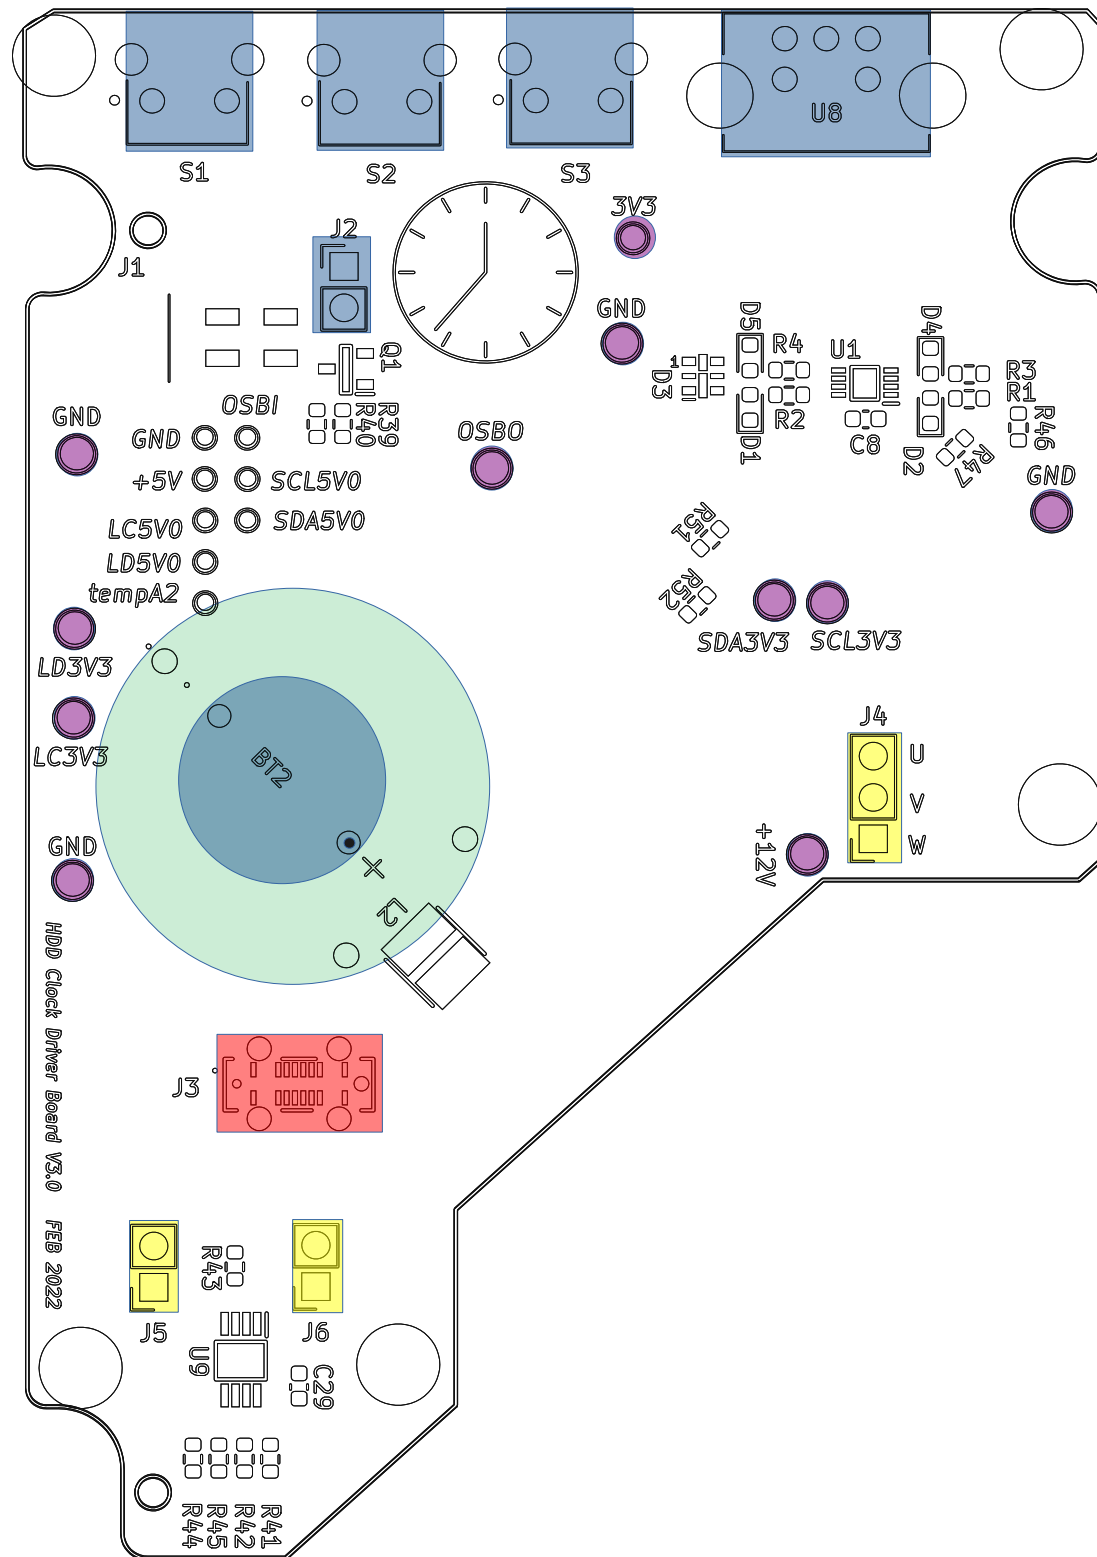 U8
S1
S2
S3
3V3
J2
J1
GND
D5
D4
R4
U1
Q1
1
D3
R3
R1
OSBI
GND
R40
R39
R2
C8
R46
GND
OSBO
D1
D2
R47
GND
+5V
SCL5V0
LC5V0
SDA5V0
R51
LD5V0
tempA2
R52
SDA3V3
SCL3V3
LD3V3
J4
LC3V3
U
BT2
V
GND
+12V
W
+
L2
HDD Clock Driver Board V3.0 FEB 2022
J3
R43
J5
J6
U9
C29
R44
R45
R42
R41